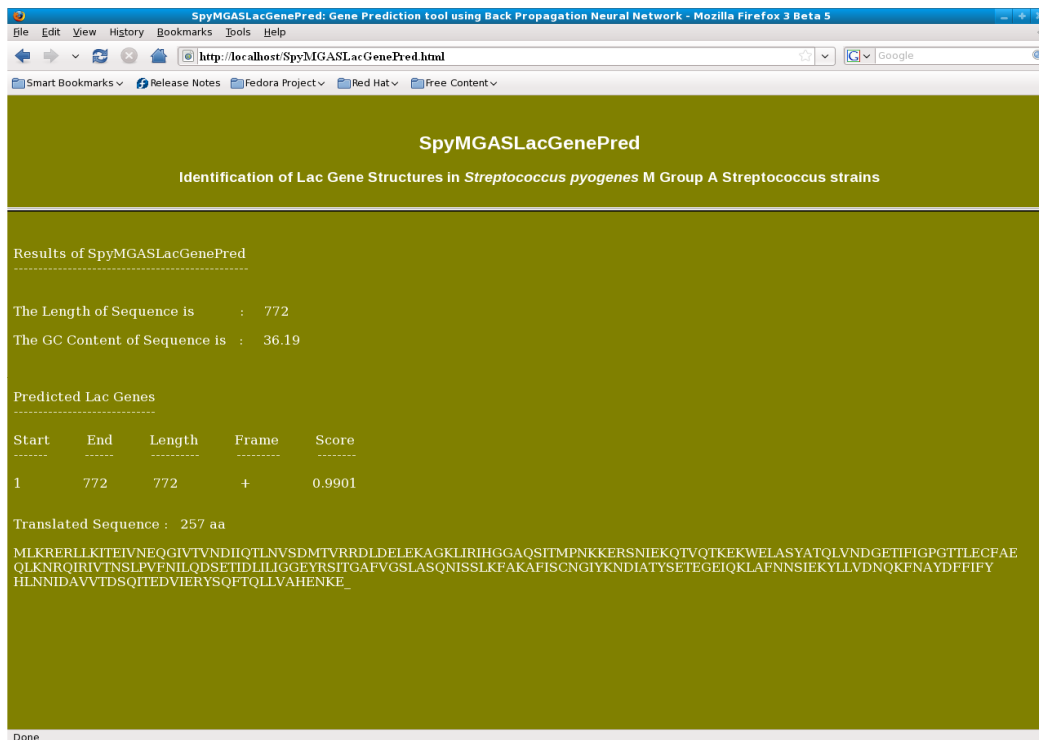 SpyMGASLacGenePred: Gene Prediction tool using Back Propagation Neural Network - Mozilla Firefox 3 Beta 5
File Edit View History Bookmarks Tools Help
http://localhost/SpyMGASLacGenePred.html
Google
Smart Bookmarks Release Notes Fedora Project Red Hat Free Content
SpyMGASLacGenePred
Identification of Lac Gene Structures in Streptococcus pyogenes M Group A Streptococcus strains
Results of SpyMGASLacGenePred
------------------------------------------------
The Length of Sequence is : 772
The GC Content of Sequence is : 36.19
Predicted Lac Genes
-----------------------------
Start End Length Frame Score
------- ------ ---------- --------- --------
1 772 772 + 0.9901
Translated Sequence : 257 aa
MLKRERLLKITEIVNEQGIVTVNDIIQTLNVSDMTVRRDLDELEKAGKLIRIHGGAQSITMPNKKERSNIEKQTVQTKEKWELASYATQLVNDGETIFIGPGTTLECFAE
QLKNRQIRIVTNSLPVFNILQDSETIDLILIGGEYRSITGAFVGSLASQNISSLKFAKAFISCNGIYKNDIATYSETEGEIQKLAFNNSIEKYLLVDNQKFNAYDFFIFY
HLNNIDAVVTDSQITEDVIERYSQFTQLLVAHENKE_
Done